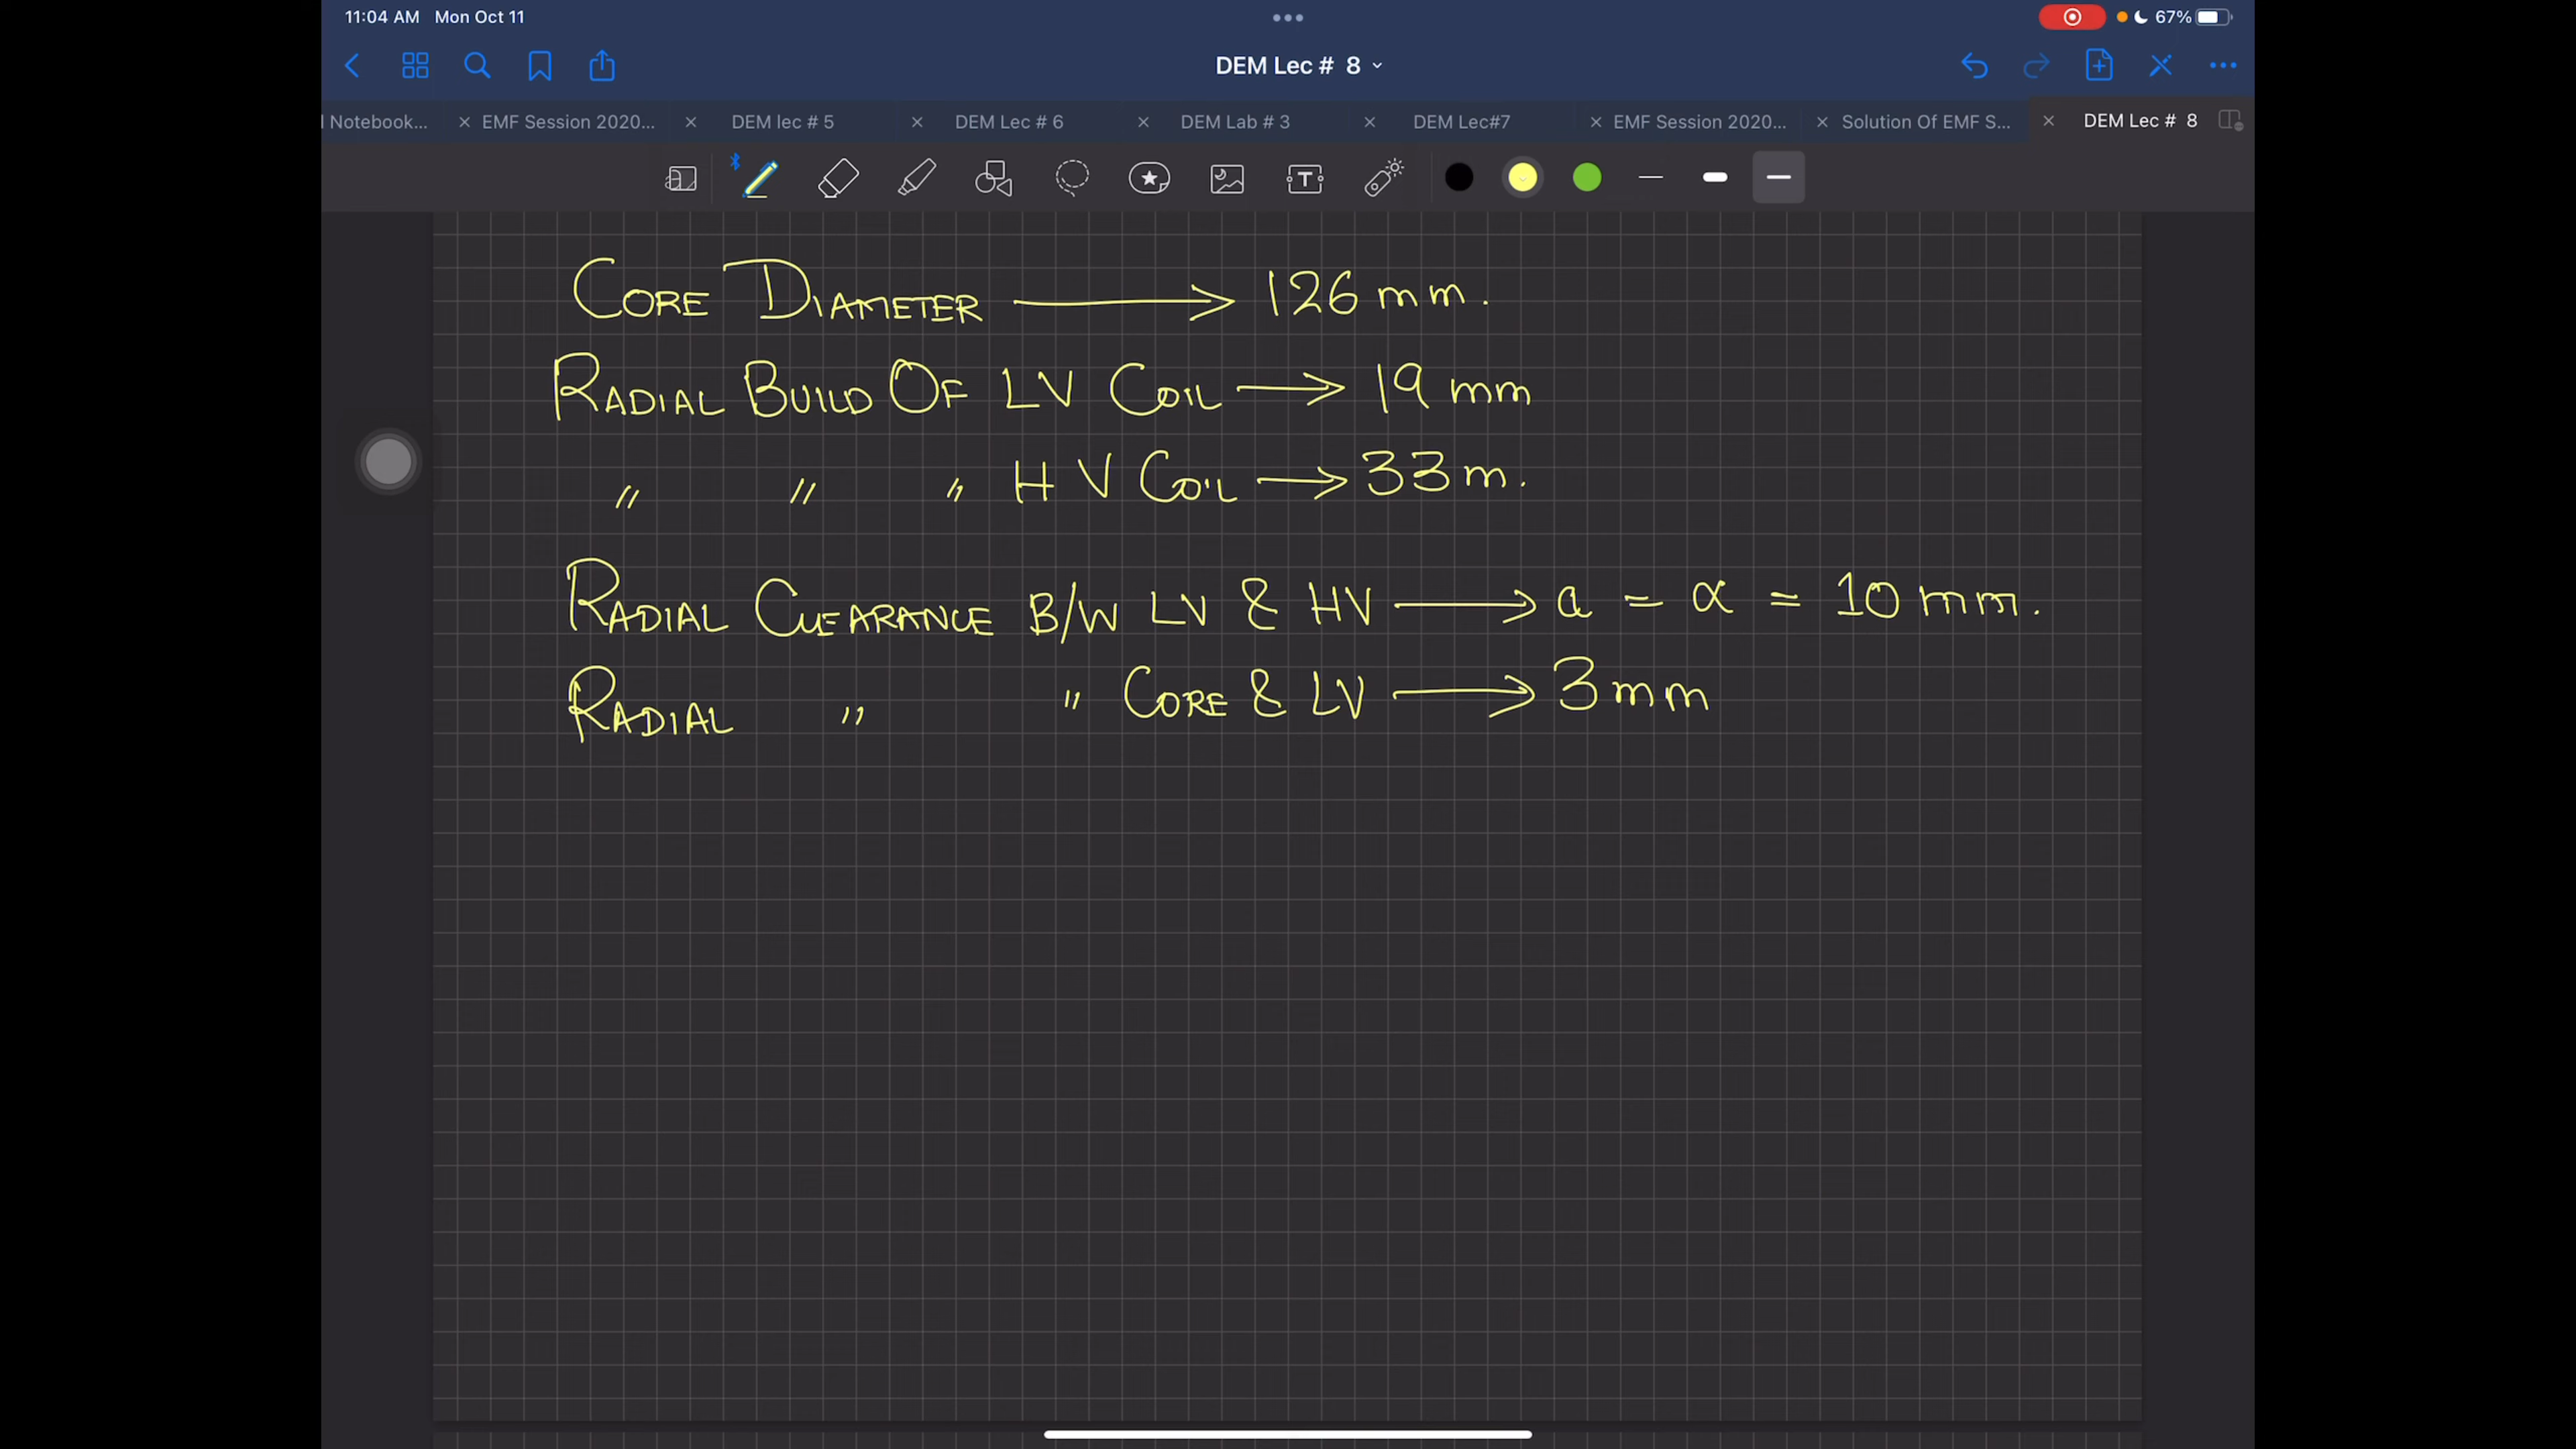 11:04 AM Mon Oct 11
67%
DEM Lec # 8
l Notebook... EMF Session 2020... DEM lec # 5 DEM Lec # 6 DEM Lab # 3 DEM Lec#7 EMF Session 2020... Solution Of EMF S... DEM Lec # 8
CORE DIAMETER → 126 mm.
RADIAL BUILD OF LV COIL → 19 mm
〃 〃 〃 HV COIL → 33 m.
RADIAL CLEARANCE B/W LV & HV → a = α = 10 mm.
RADIAL 〃 〃 CORE & LV → 3 mm